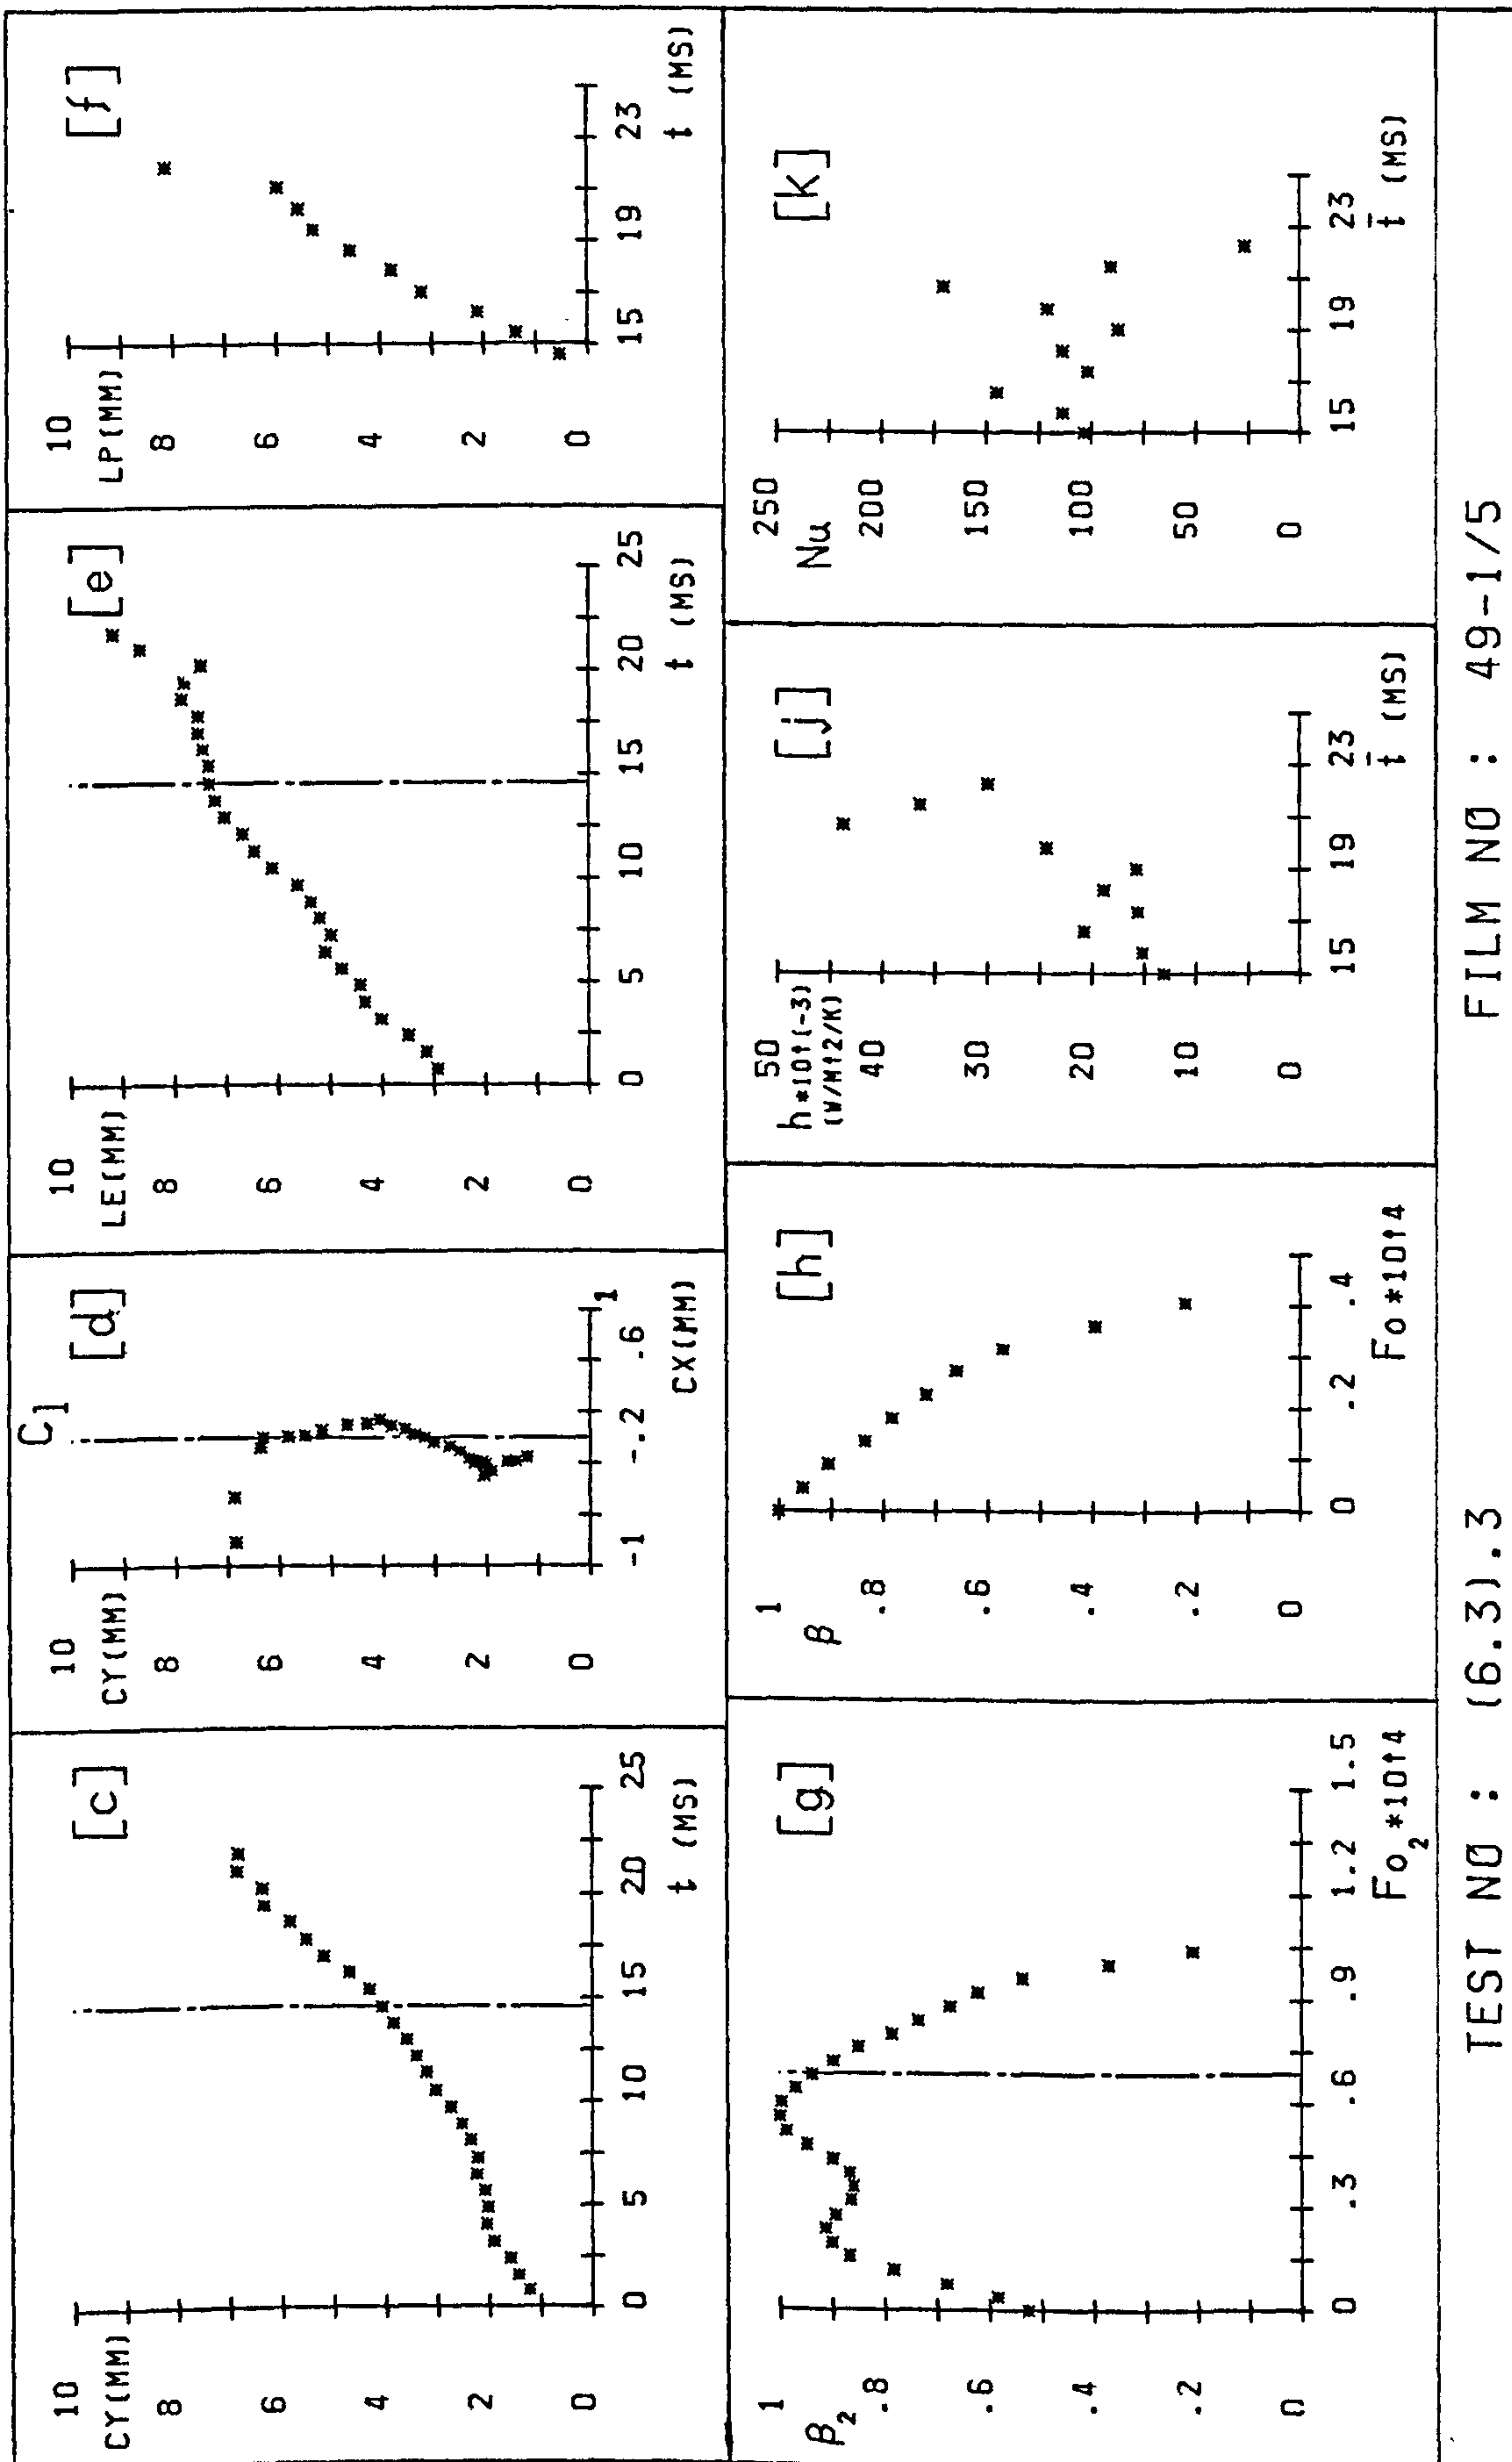 [c]
CY(MM)
10
8
6
4
2
0
0 5 10 15 20 25
t (MS)
[d]
C1
CY(MM)
10
8
6
4
2
0
-1 -.2 .2 .6 1
CX(MM)
[e]
LE(MM)
10
8
6
4
2
0
0 5 10 15 20 25
t (MS)
[f]
LP(MM)
10
8
6
4
2
0
15 19 23
t (MS)
[g]
β2
1
.8
.6
.4
.2
0
0 .3 .6 .9 1.2 1.5
Fo2*10↑4
[h]
β
1
.8
.6
.4
.2
0
0 .2 .4
Fo*10↑4
[j]
h*10↑(-3)
(W/M↑2/K)
50
40
30
20
10
0
15 19 23
t̄ (MS)
[k]
Nu
250
200
150
100
50
0
15 19 23
t̄ (MS)
TEST NØ : (6.3).3 FILM NØ : 49-1/5